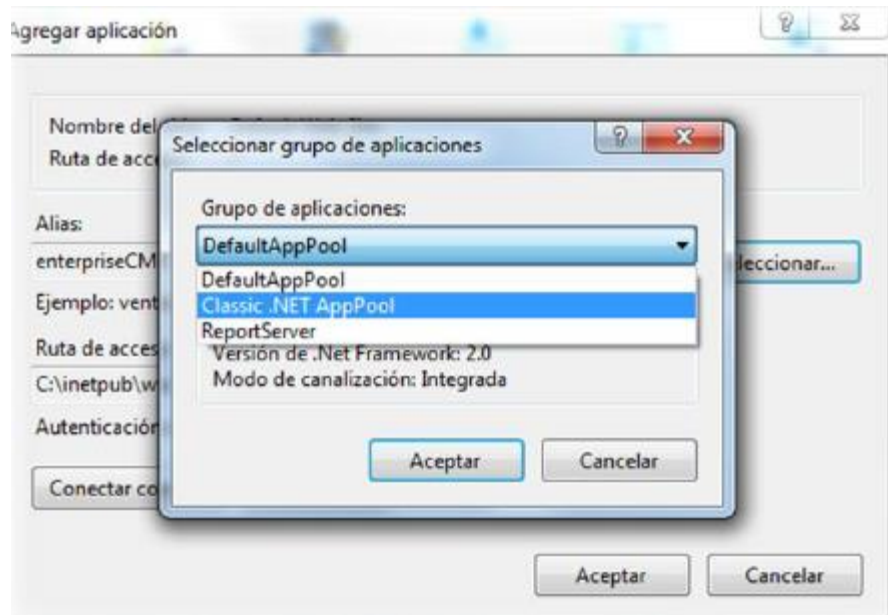 Agregar aplicación
Nombre del
Ruta de acce
Seleccionar grupo de aplicaciones
Grupo de aplicaciones:
DefaultAppPool
DefaultAppPool
Classic .NET AppPool
ReportServer
Versión de .Net Framework: 2.0
Modo de canalización: Integrada
Aceptar Cancelar
Alias:
enterpriseCM
leccionar...
Ejemplo: vent
Ruta de acces
C:\inetpub\w
Autenticación
Conectar co
Aceptar Cancelar